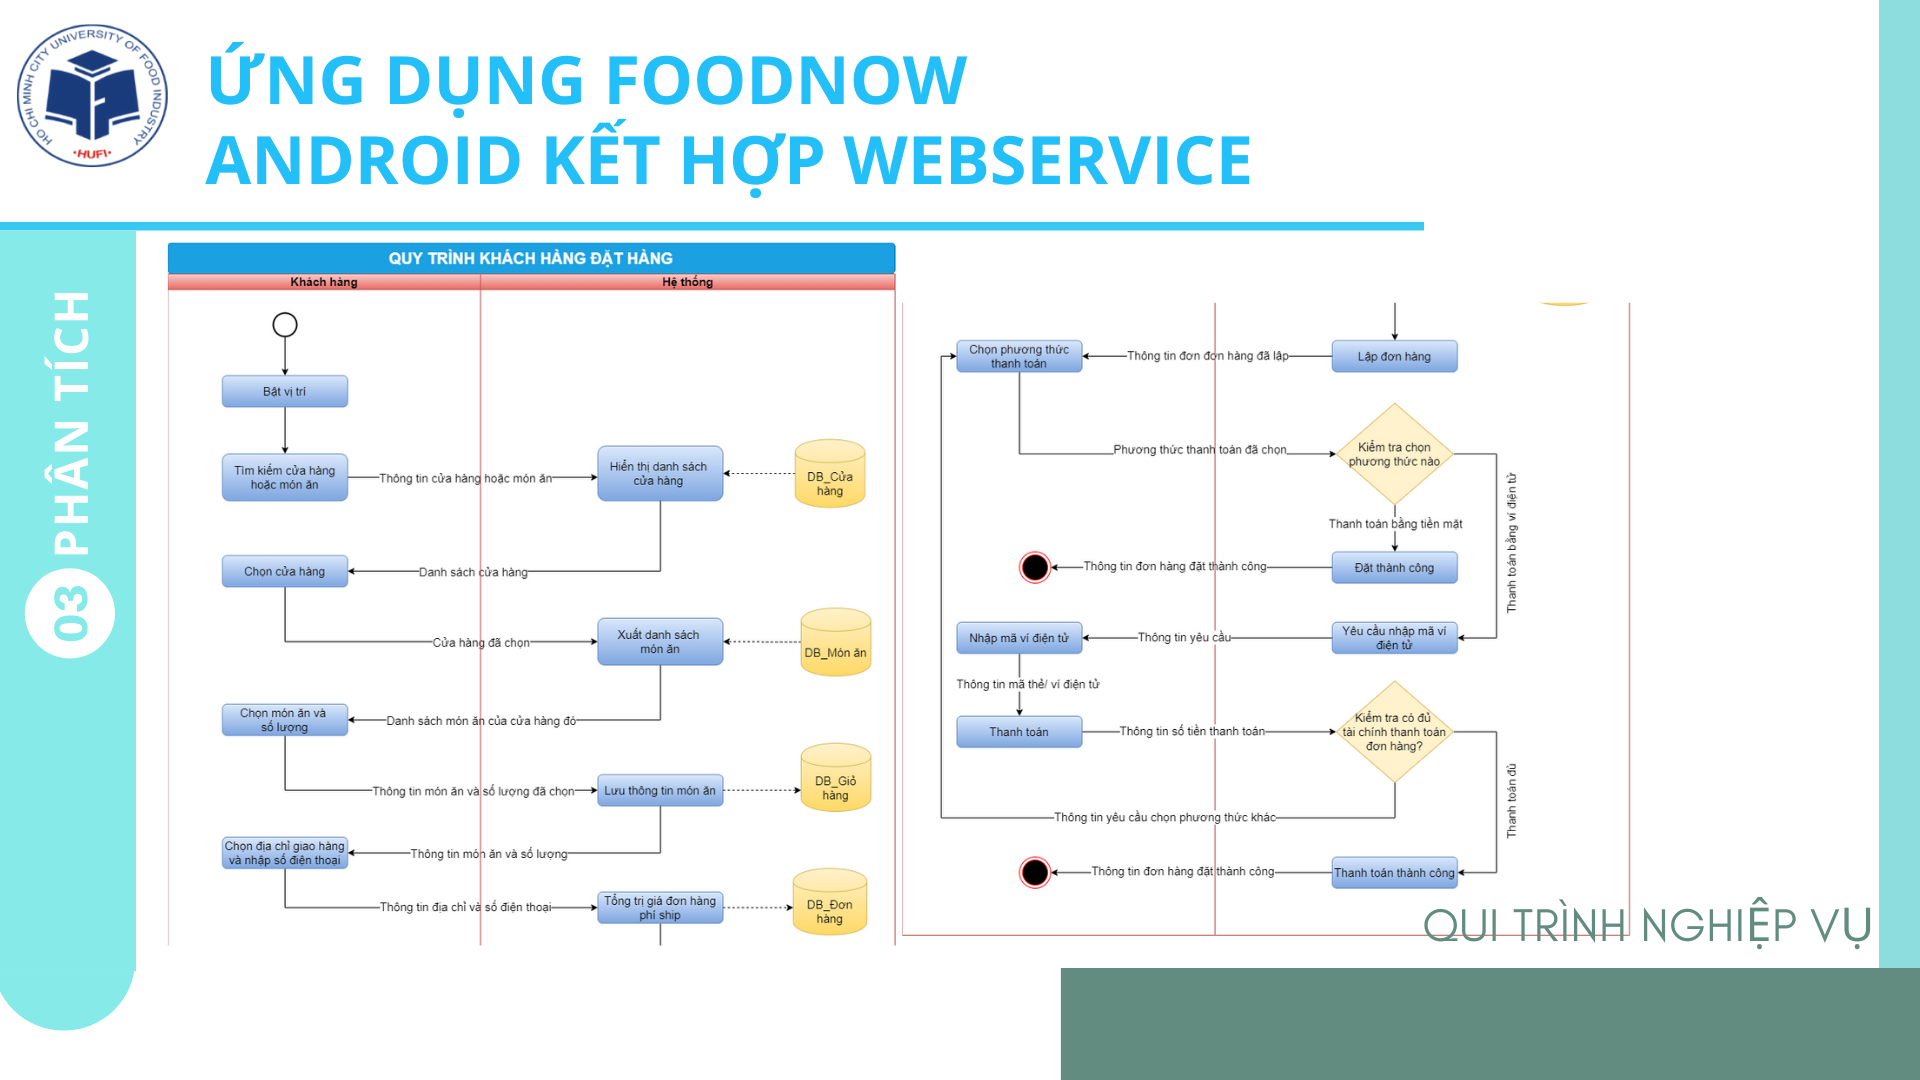 HO CHI MINH CITY UNIVERSITY OF FOOD INDUSTRY
•HUFI•
ỨNG DỤNG FOODNOW
ANDROID KẾT HỢP WEBSERVICE
03 PHÂN TÍCH
QUY TRÌNH KHÁCH HÀNG ĐẶT HÀNG
Khách hàng
Hệ thống
Bật vị trí
Tìm kiếm cửa hàng
hoặc món ăn
Thông tin cửa hàng hoặc món ăn
Hiển thị danh sách
cửa hàng
DB_Cửa
hàng
Chọn cửa hàng
Danh sách cửa hàng
Cửa hàng đã chọn
Xuất danh sách
món ăn
DB_Món ăn
Chọn món ăn và
số lượng
Danh sách món ăn của cửa hàng đó
Thông tin món ăn và số lượng đã chọn
Lưu thông tin món ăn
DB_Giỏ
hàng
Chọn địa chỉ giao hàng
và nhập số điện thoại
Thông tin món ăn và số lượng
Thông tin địa chỉ và số điện thoại
Tổng trị giá đơn hàng
phí ship
DB_Đơn
hàng
Chọn phương thức
thanh toán
Thông tin đơn đơn hàng đã lập
Lập đơn hàng
Phương thức thanh toán đã chọn
Kiểm tra chọn
phương thức nào
Thanh toán bằng ví điện tử
Thanh toán bằng tiền mặt
Thông tin đơn hàng đặt thành công
Đặt thành công
Nhập mã ví điện tử
Thông tin yêu cầu
Yêu cầu nhập mã ví
điện tử
Thông tin mã thẻ/ ví điện tử
Thanh toán
Thông tin số tiền thanh toán
Kiểm tra có đủ
tài chính thanh toán
đơn hàng?
Thanh toán đủ
Thông tin yêu cầu chọn phương thức khác
Thông tin đơn hàng đặt thành công
Thanh toán thành công
QUI TRÌNH NGHIỆP VỤ